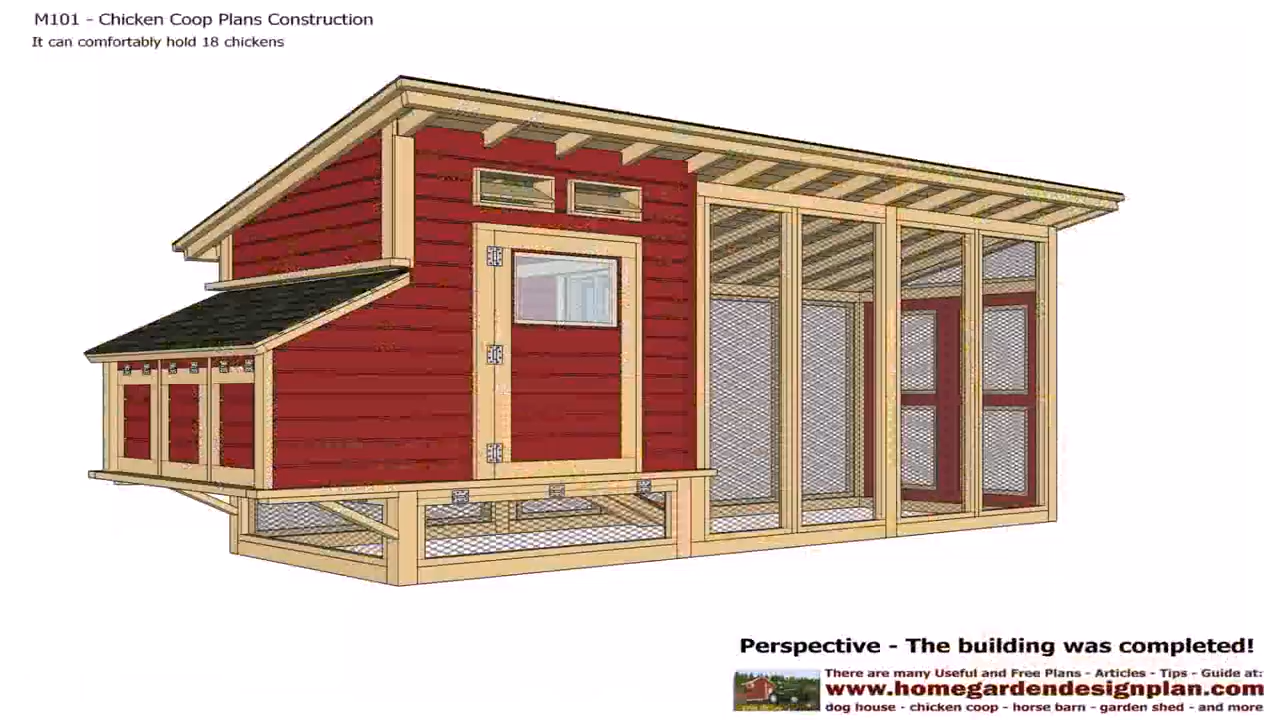 M101 - Chicken Coop Plans Construction
It can comfortably hold 18 chickens
Perspective - The building was completed!
There are many Useful and Free Plans - Articles - Tips - Guide at:
www.homegardendesignplan.com
dog house - chicken coop - horse barn - garden shed - and more